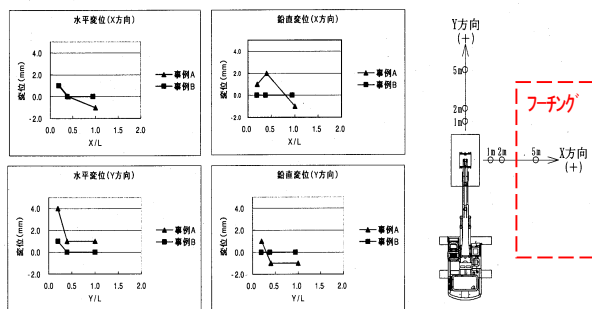 水平変位(X方向)
変位(mm)
4.0
2.0
0.0
-2.0
0.0
0.5
1.0
1.5
2.0
X/L
事例A
事例B
鉛直変位(X方向)
変位(mm)
4.0
2.0
0.0
-2.0
0.0
0.5
1.0
1.5
2.0
X/L
事例A
事例B
水平変位(Y方向)
変位(mm)
4.0
2.0
0.0
-2.0
0.0
0.5
1.0
1.5
2.0
Y/L
事例A
事例B
鉛直変位(Y方向)
変位(mm)
4.0
2.0
0.0
-2.0
0.0
0.5
1.0
1.5
2.0
Y/L
事例A
事例B
Y方向
(+)
5m
2m
1m
フーチング
1m 2m 5m
X方向
(+)